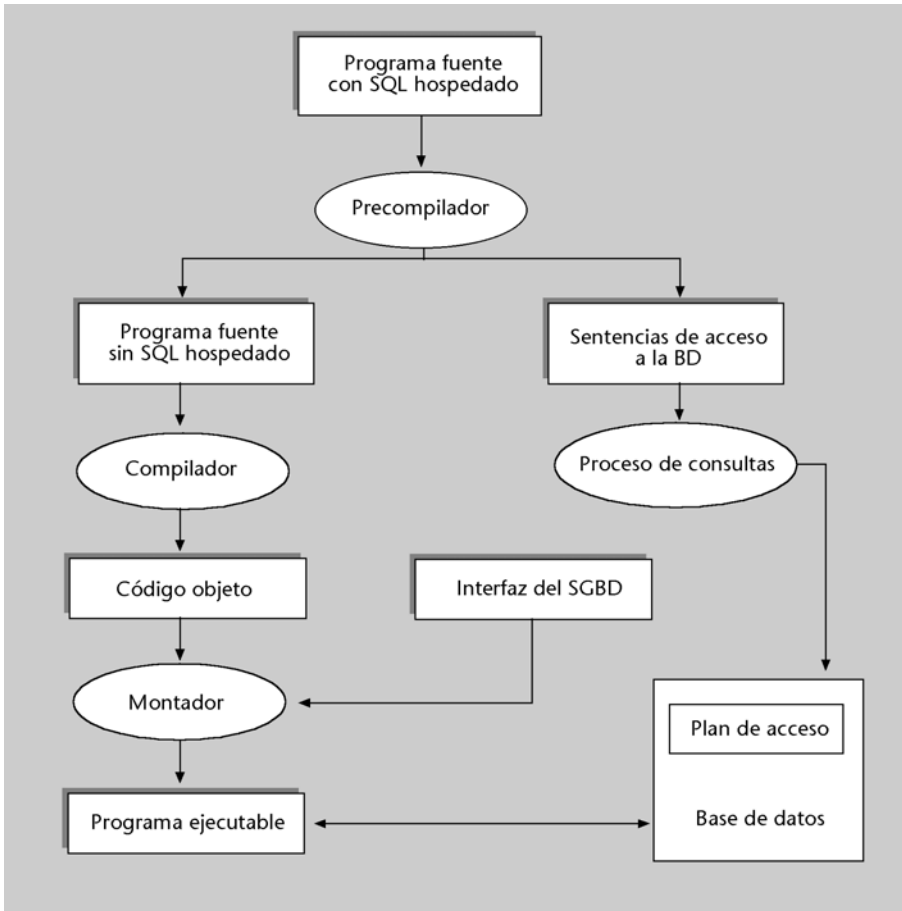 Programa fuente
con SQL hospedado
Precompilador
Programa fuente
sin SQL hospedado
Sentencias de acceso
a la BD
Compilador
Proceso de consultas
Código objeto
Interfaz del SGBD
Montador
Plan de acceso
Programa ejecutable
Base de datos